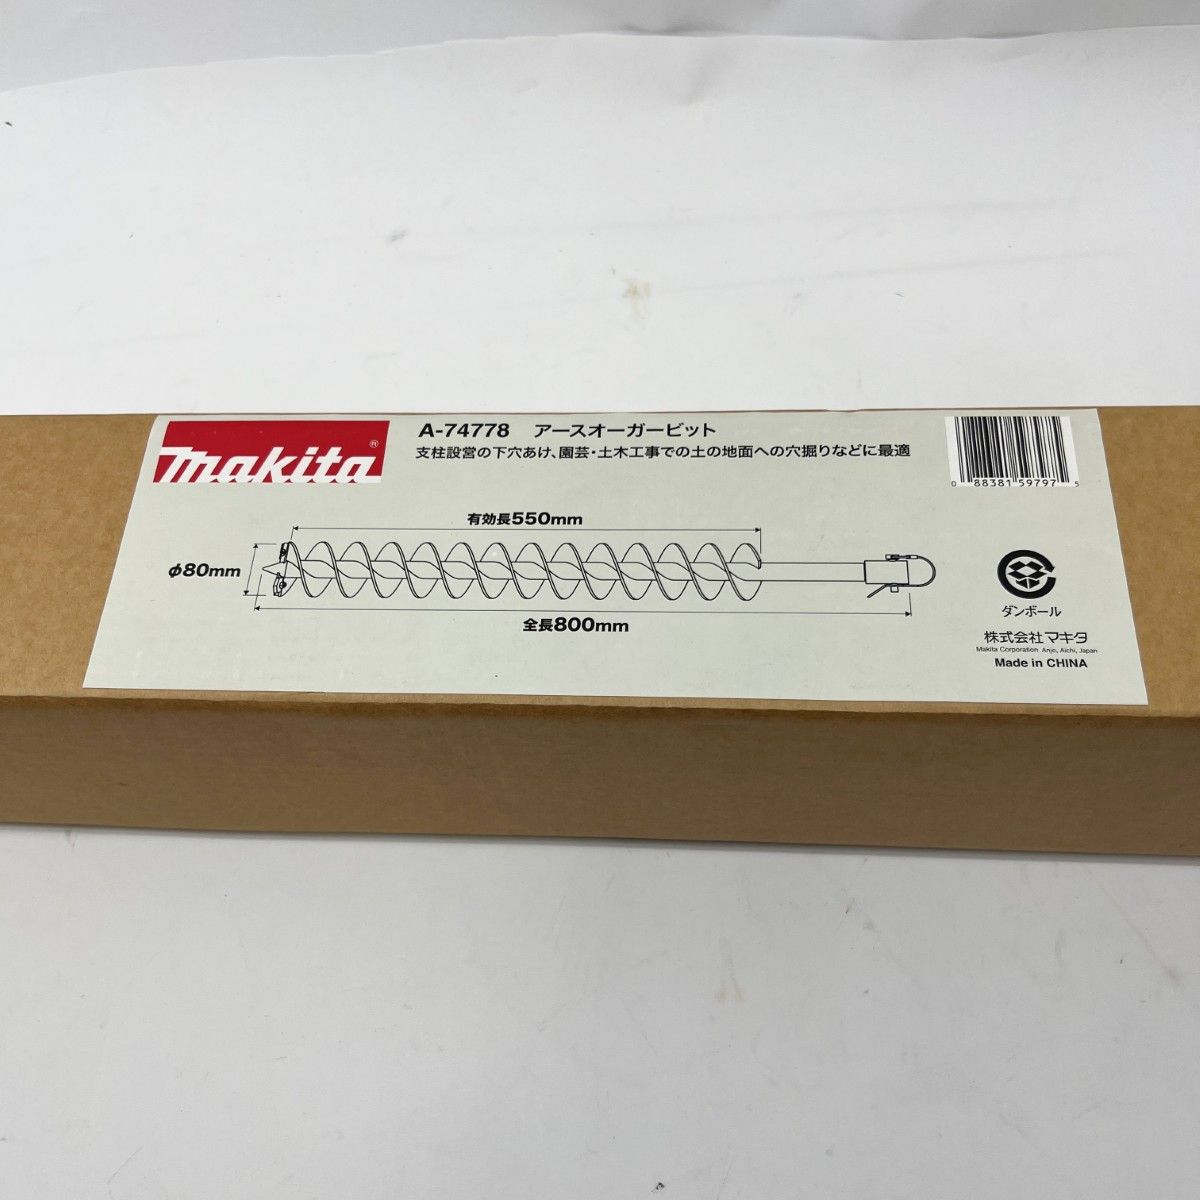 makita®
A-74778 アースオーガービット
支柱設営の下穴あけ、園芸・土木工事での土の地面への穴掘りなどに最適
0 88381 59797 5
有効長550mm
φ80mm
全長800mm
ダンボール
株式会社マキタ
Makita Corporation Anjo, Aichi, Japan
Made in CHINA